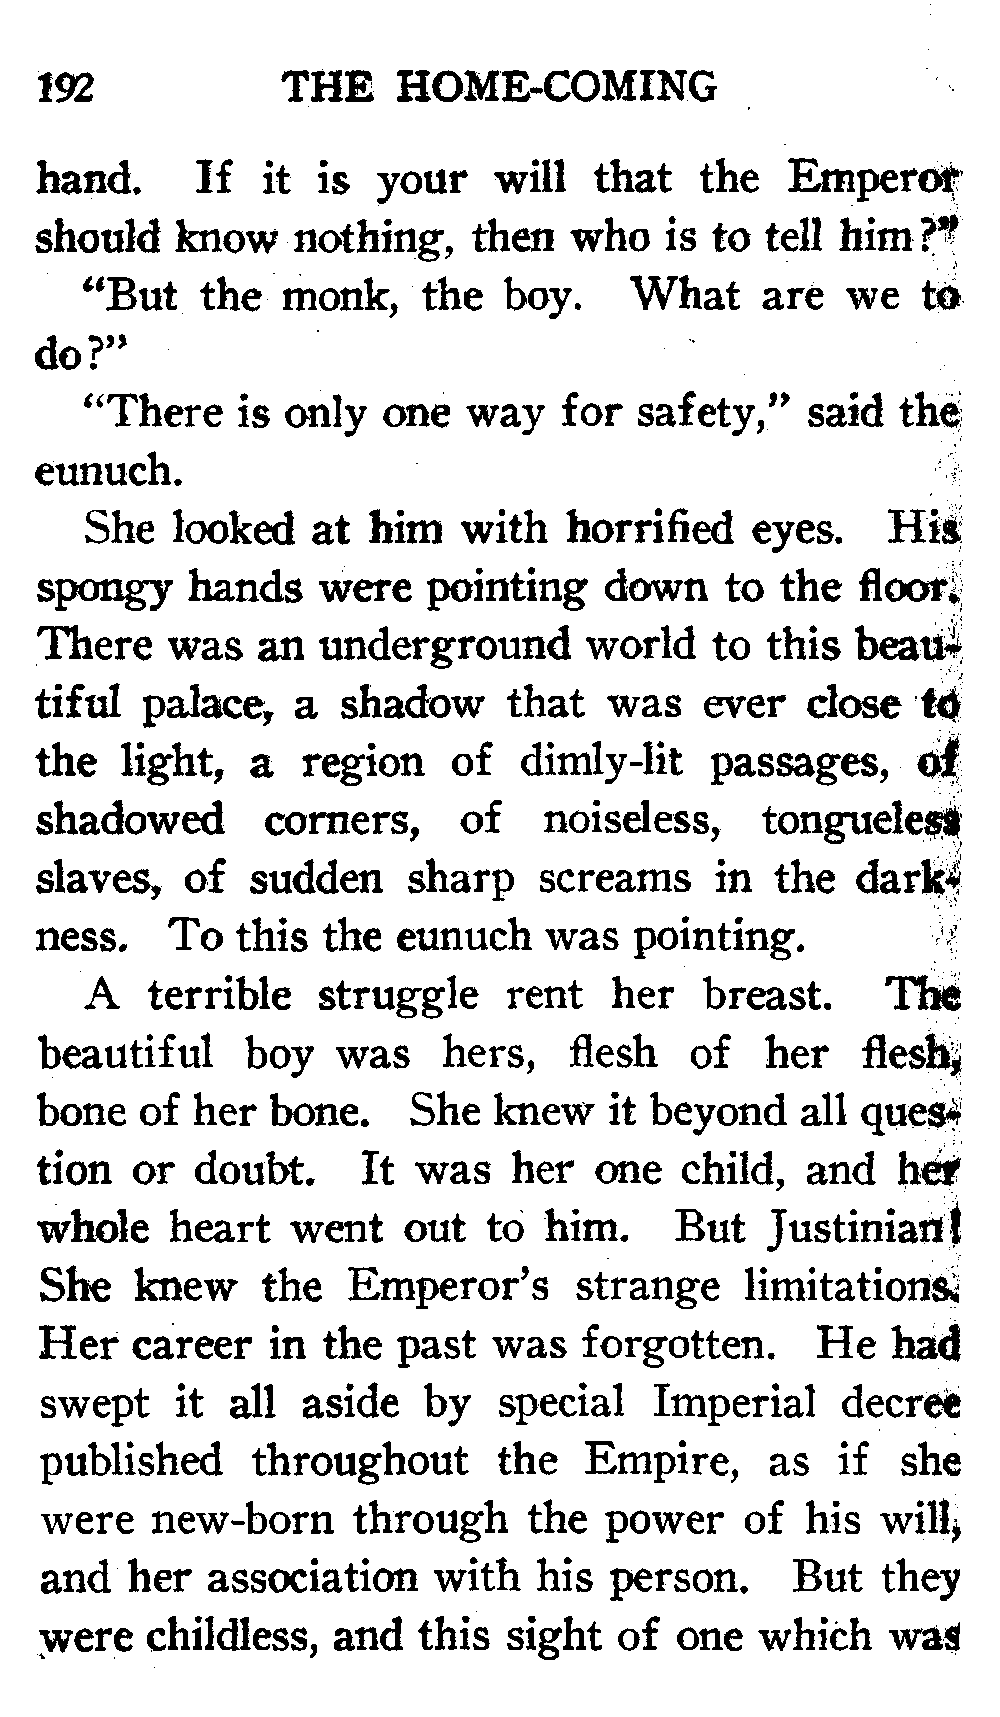 192 THE HOME-COMING
hand. If it is your will that the Emperor
should know nothing, then who is to tell him?"
"But the monk, the boy. What are we to
do?"
"There is only one way for safety," said the
eunuch.
She looked at him with horrified eyes. His
spongy hands were pointing down to the floor.
There was an underground world to this beau-
tiful palace, a shadow that was ever close to
the light, a region of dimly-lit passages, of
shadowed corners, of noiseless, tongueless
slaves, of sudden sharp screams in the dark-
ness. To this the eunuch was pointing.
A terrible struggle rent her breast. The
beautiful boy was hers, flesh of her flesh,
bone of her bone. She knew it beyond all ques-
tion or doubt. It was her one child, and her
whole heart went out to him. But Justinian!
She knew the Emperor's strange limitations.
Her career in the past was forgotten. He had
swept it all aside by special Imperial decree
published throughout the Empire, as if she
were new-born through the power of his will,
and her association with his person. But they
were childless, and this sight of one which was